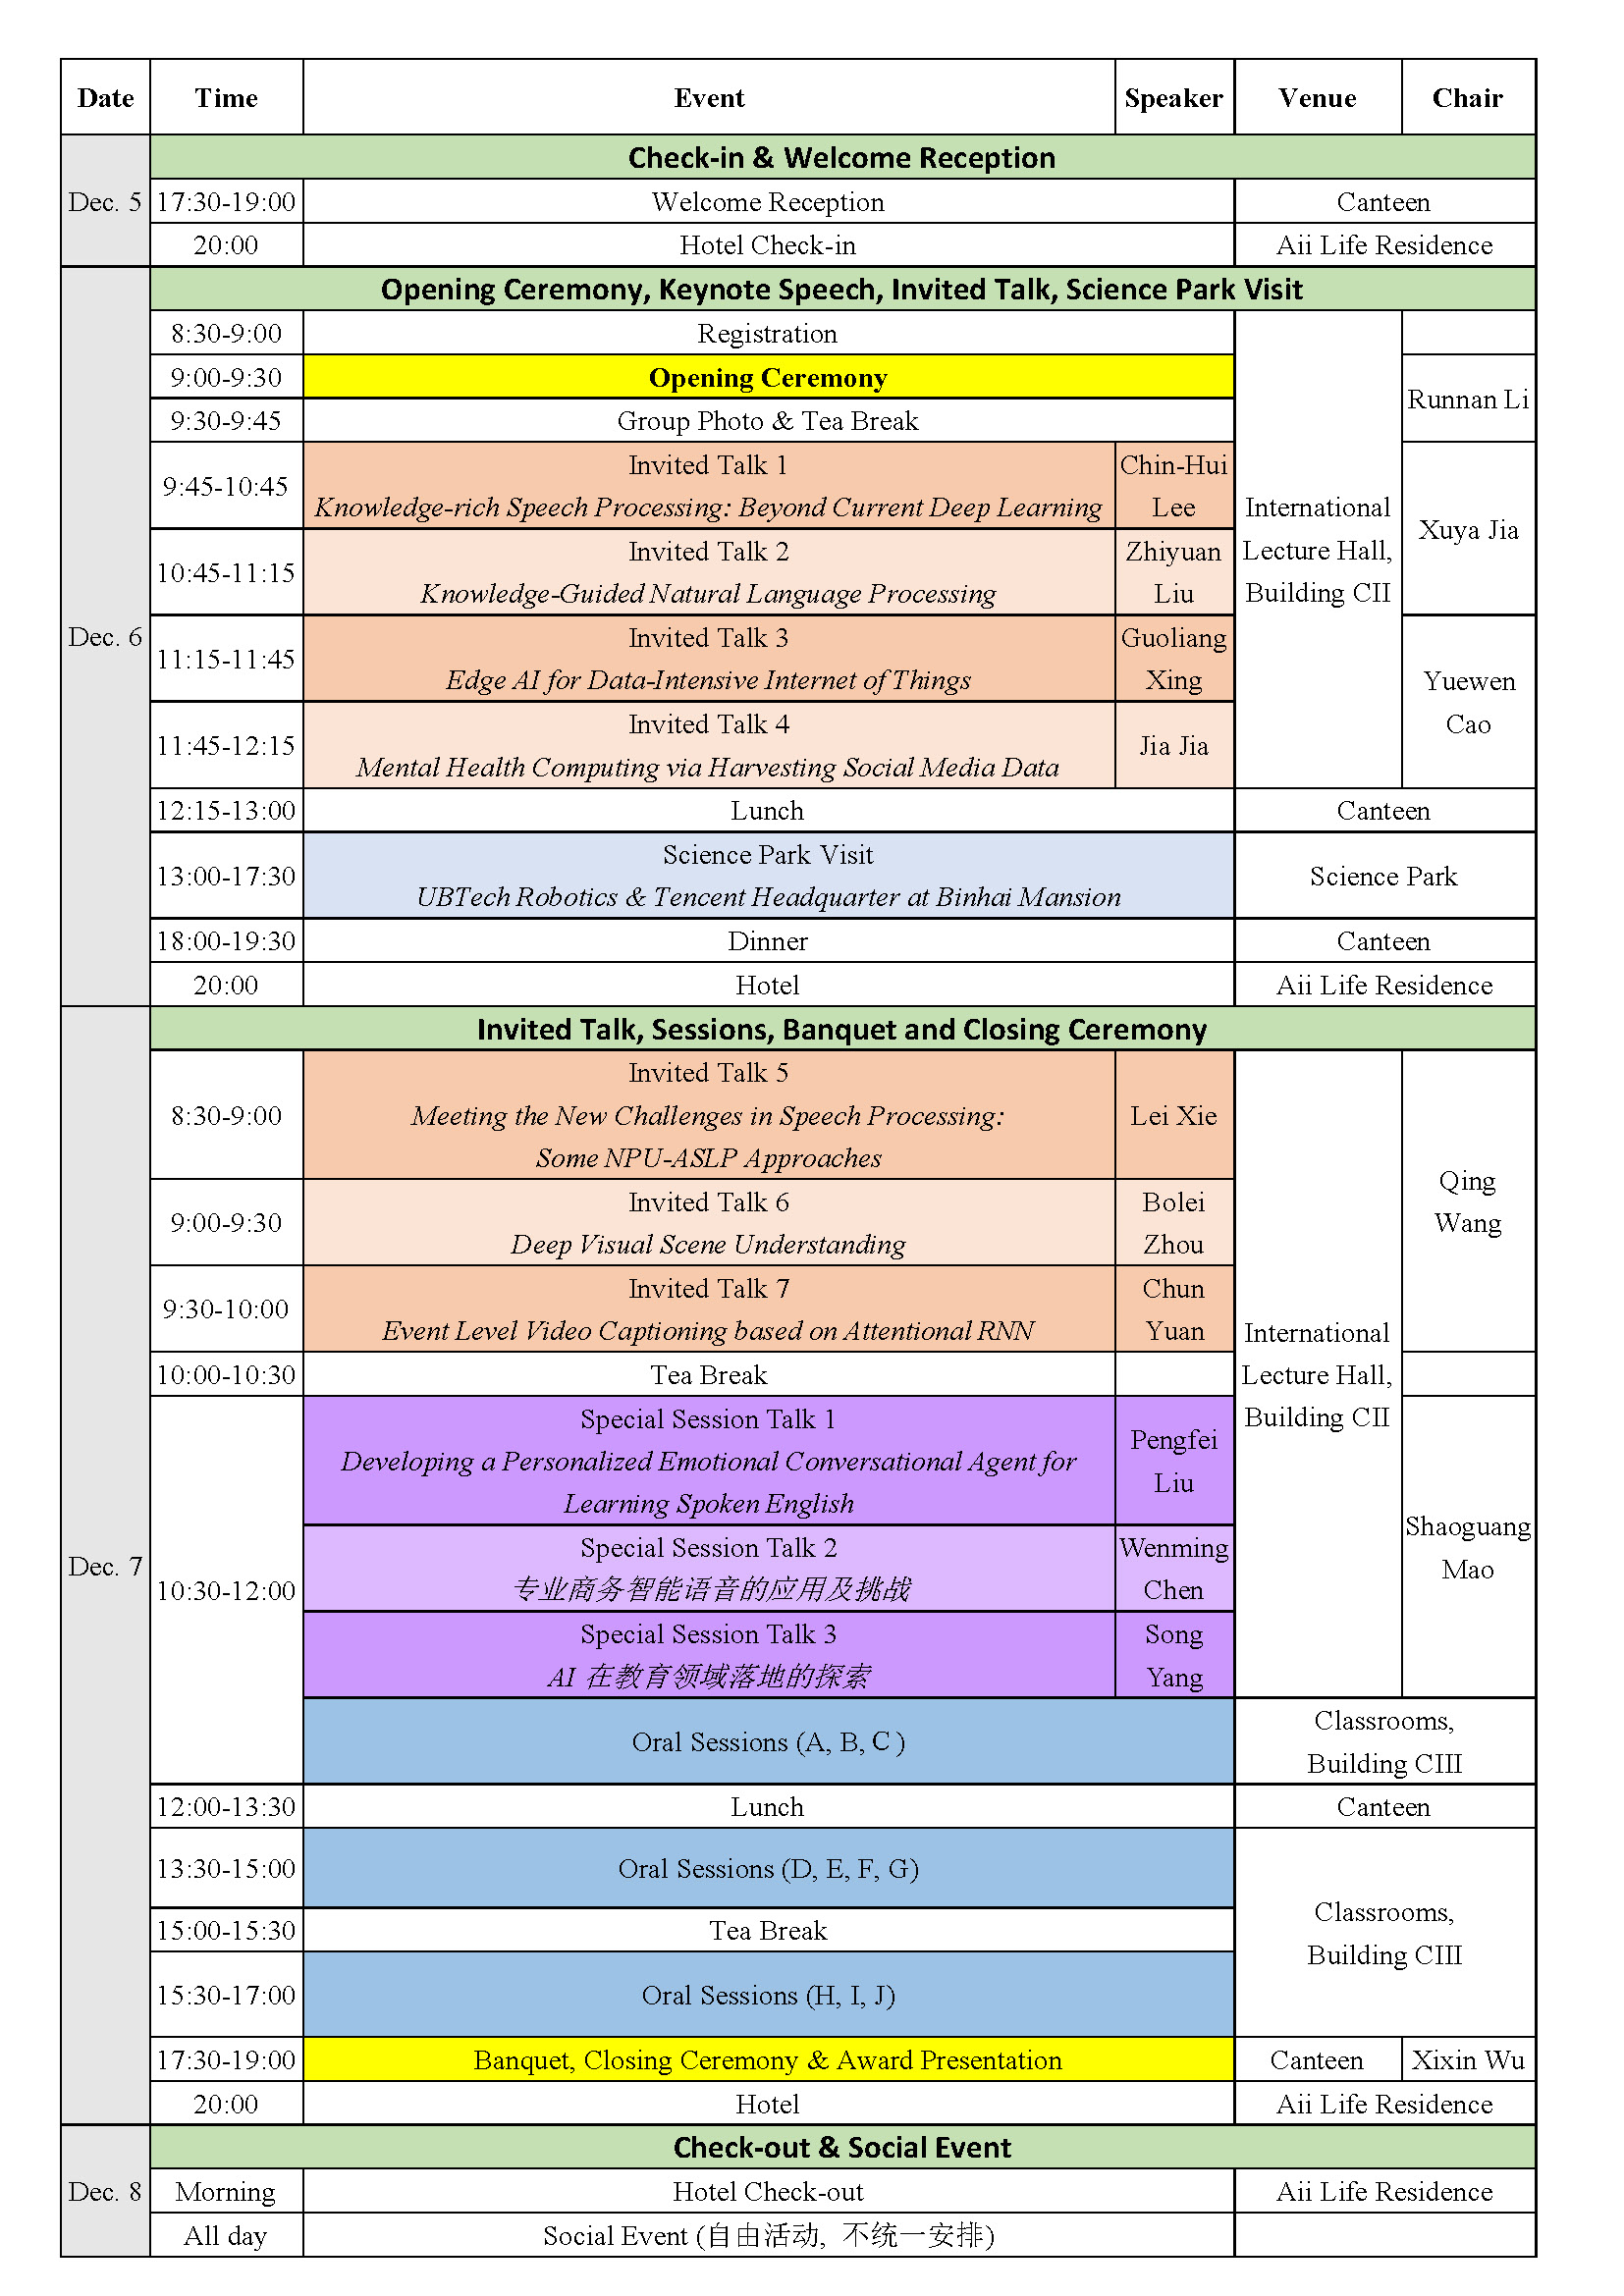 Date Time Event Speaker Venue Chair
Check-in & Welcome Reception
Dec. 5 17:30-19:00 Welcome Reception Canteen
20:00 Hotel Check-in Aii Life Residence
Opening Ceremony, Keynote Speech, Invited Talk, Science Park Visit
8:30-9:00 Registration
9:00-9:30 Opening Ceremony
Runnan Li
9:30-9:45 Group Photo & Tea Break
9:45-10:45
Invited Talk 1
Knowledge-rich Speech Processing: Beyond Current Deep Learning
Chin-Hui
Lee
International
Lecture Hall,
Building CII
Xuya Jia
10:45-11:15
Invited Talk 2
Knowledge-Guided Natural Language Processing
Zhiyuan
Liu
Dec. 6
11:15-11:45
Invited Talk 3
Edge AI for Data-Intensive Internet of Things
Guoliang
Xing
Yuewen
Cao
11:45-12:15
Invited Talk 4
Mental Health Computing via Harvesting Social Media Data
Jia Jia
12:15-13:00 Lunch Canteen
13:00-17:30
Science Park Visit
UBTech Robotics & Tencent Headquarter at Binhai Mansion
Science Park
18:00-19:30 Dinner Canteen
20:00 Hotel Aii Life Residence
Invited Talk, Sessions, Banquet and Closing Ceremony
8:30-9:00
Invited Talk 5
Meeting the New Challenges in Speech Processing:
Some NPU-ASLP Approaches
Lei Xie
Qing
Wang
9:00-9:30
Invited Talk 6
Deep Visual Scene Understanding
Bolei
Zhou
9:30-10:00
Invited Talk 7
Event Level Video Captioning based on Attentional RNN
Chun
Yuan
International
Lecture Hall,
Building CII
10:00-10:30 Tea Break
Dec. 7
10:30-12:00
Special Session Talk 1
Developing a Personalized Emotional Conversational Agent for
Learning Spoken English
Pengfei
Liu
Shaoguang
Mao
Special Session Talk 2
专业商务智能语音的应用及挑战
Wenming
Chen
Special Session Talk 3
AI 在教育领域落地的探索
Song
Yang
Oral Sessions (A, B, C )
Classrooms,
Building CIII
12:00-13:30 Lunch Canteen
13:30-15:00 Oral Sessions (D, E, F, G)
Classrooms,
Building CIII
15:00-15:30 Tea Break
15:30-17:00 Oral Sessions (H, I, J)
17:30-19:00 Banquet, Closing Ceremony & Award Presentation Canteen Xixin Wu
20:00 Hotel Aii Life Residence
Check-out & Social Event
Dec. 8 Morning Hotel Check-out Aii Life Residence
All day Social Event (自由活动, 不统一安排)